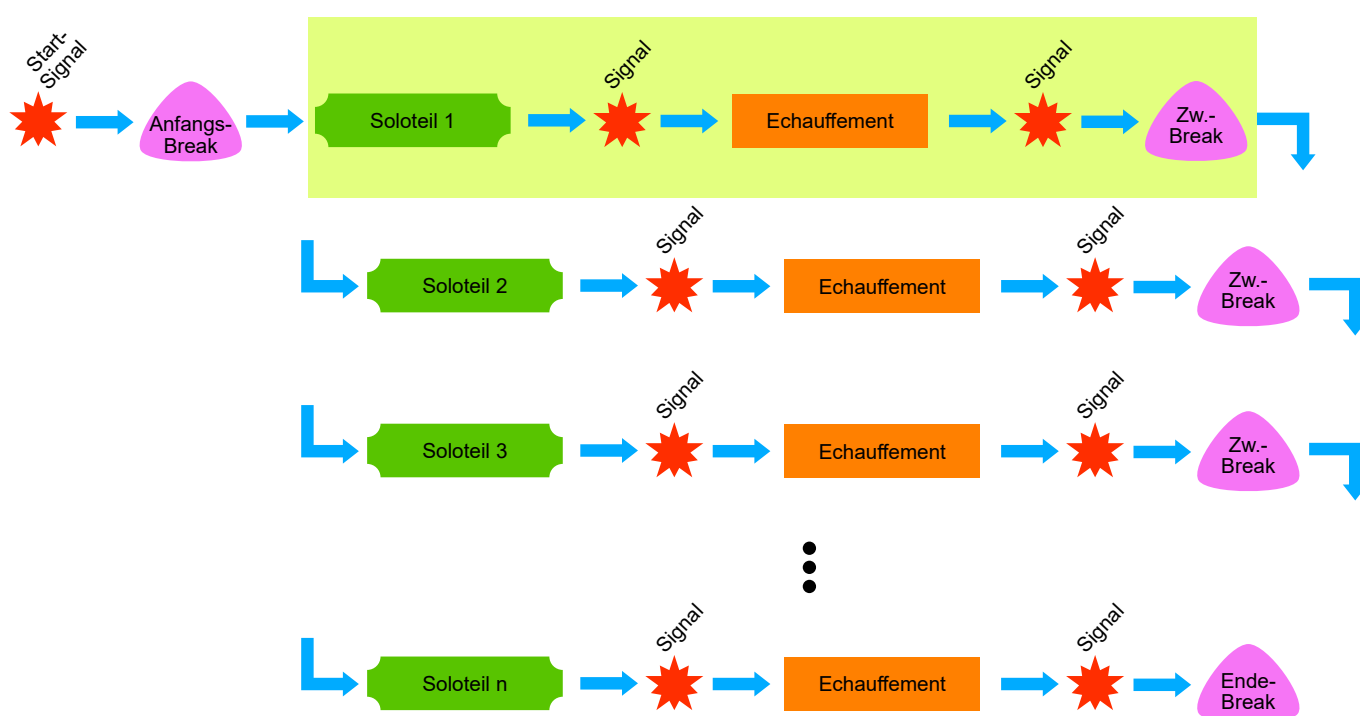 Start-
Signal
Anfangs-
Break
Soloteil 1
Signal
Echauffement
Signal
Zw.-
Break
Soloteil 2
Signal
Echauffement
Signal
Zw.-
Break
Soloteil 3
Signal
Echauffement
Signal
Zw.-
Break
Soloteil n
Signal
Echauffement
Signal
Ende-
Break